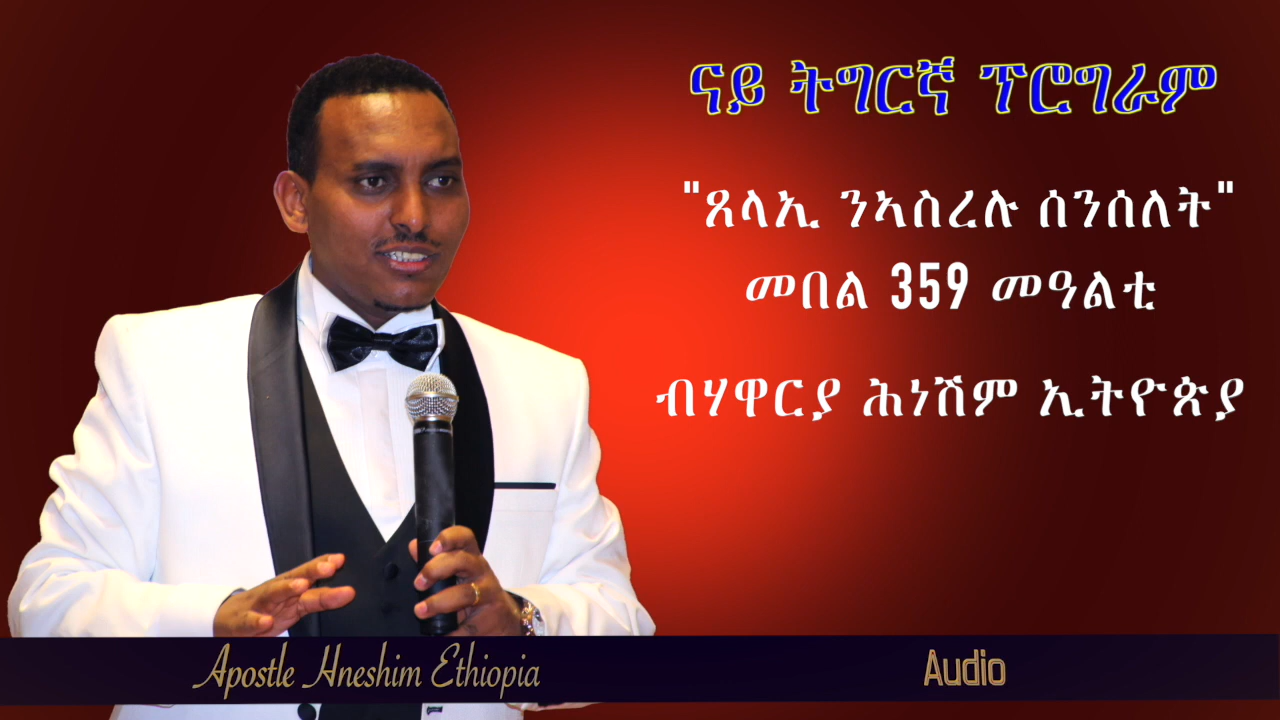 ናይ ትግርኛ ፕሮግራም
"ጸላኢ ንኣስረሉ ሰንሰለት"
መበል 359 መዓልቲ
ብሃዋርያ ሕነሽም ኢትዮጵያ
Apostle Hneshim Ethiopia
Audio